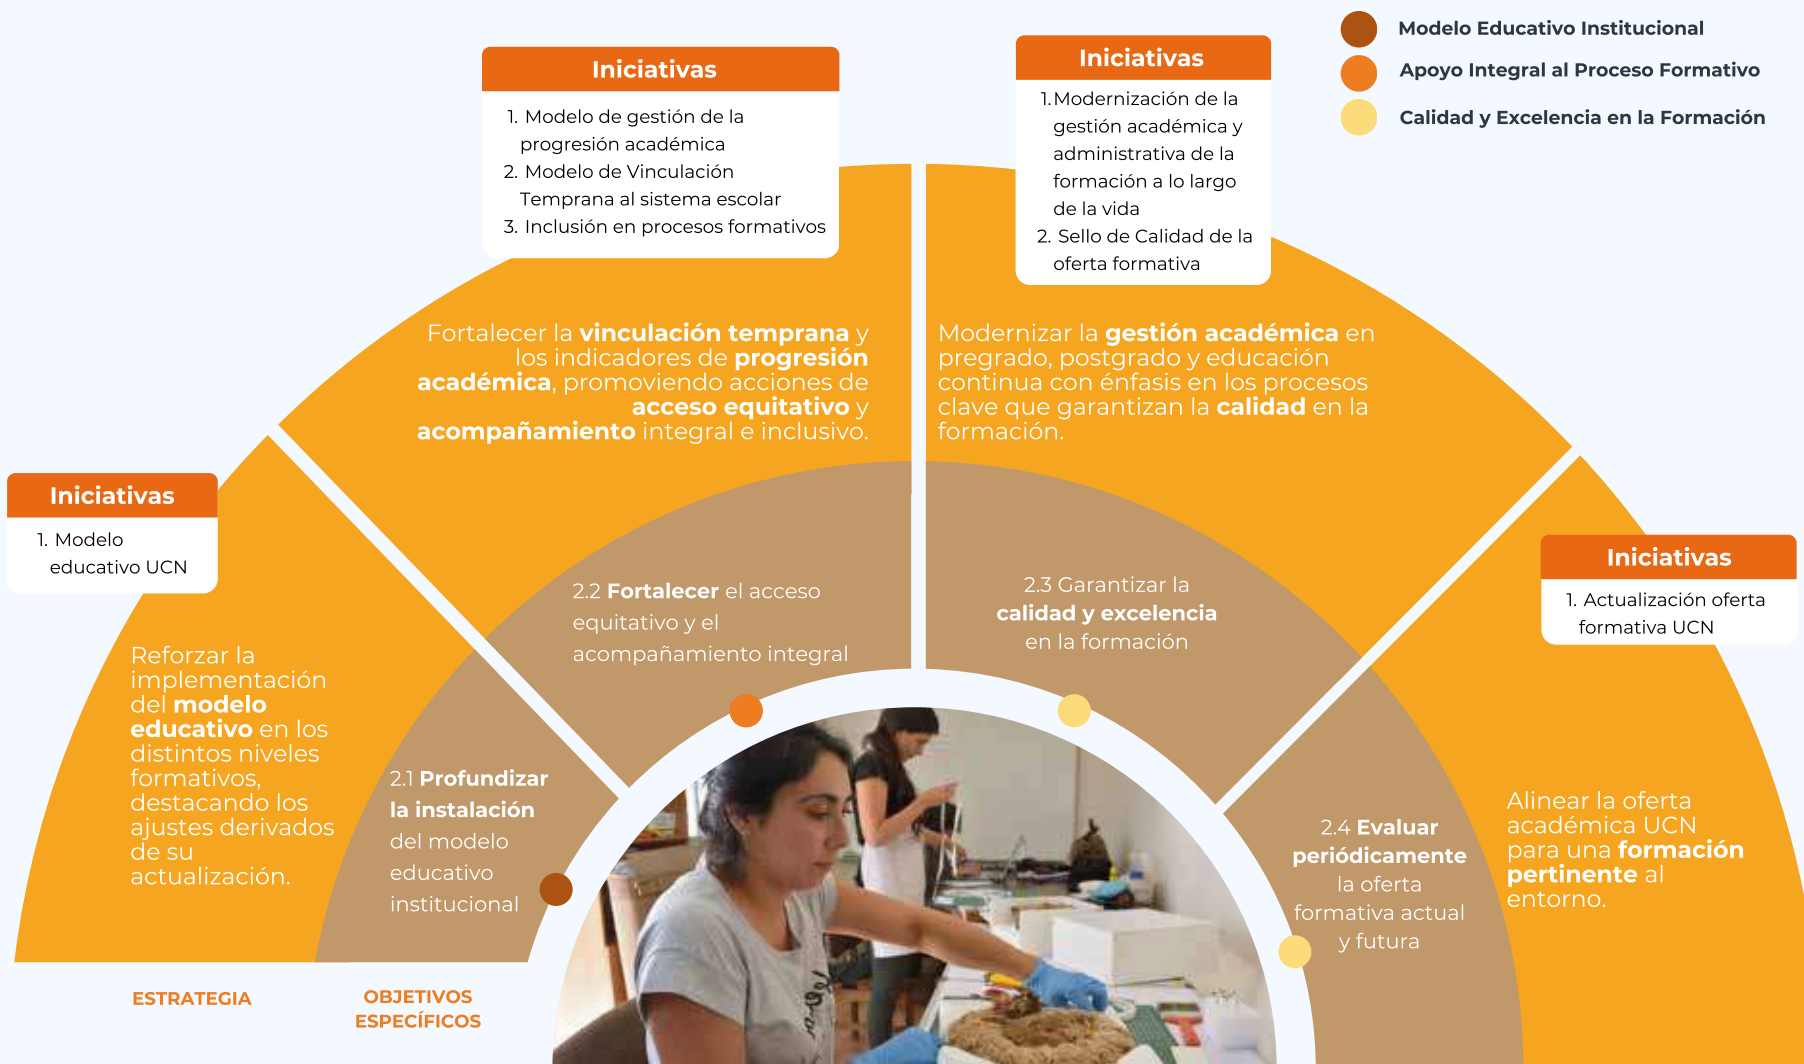 Modelo Educativo Institucional
Apoyo Integral al Proceso Formativo
Calidad y Excelencia en la Formación
Iniciativas
1. Modelo de gestión de la
progresión académica
2. Modelo de Vinculación
Temprana al sistema escolar
3. Inclusión en procesos formativos
Iniciativas
1. Modernización de la
gestión académica y
administrativa de la
formación a lo largo
de la vida
2. Sello de Calidad de la
oferta formativa
Fortalecer la vinculación temprana y
los indicadores de progresión
académica, promoviendo acciones de
acceso equitativo y
acompañamiento integral e inclusivo.
Modernizar la gestión académica en
pregrado, postgrado y educación
continua con énfasis en los procesos
clave que garantizan la calidad en la
formación.
Iniciativas
1. Modelo
educativo UCN
Iniciativas
1. Actualización oferta
formativa UCN
2.2 Fortalecer el acceso
equitativo y el
acompañamiento integral
2.3 Garantizar la
calidad y excelencia
en la formación
Reforzar la
implementación
del modelo
educativo en los
distintos niveles
formativos,
destacando los
ajustes derivados
de su
actualización.
2.1 Profundizar
la instalación
del modelo
educativo
institucional
2.4 Evaluar
periódicamente
la oferta
formativa actual
y futura
Alinear la oferta
académica UCN
para una formación
pertinente al
entorno.
ESTRATEGIA
OBJETIVOS
ESPECÍFICOS